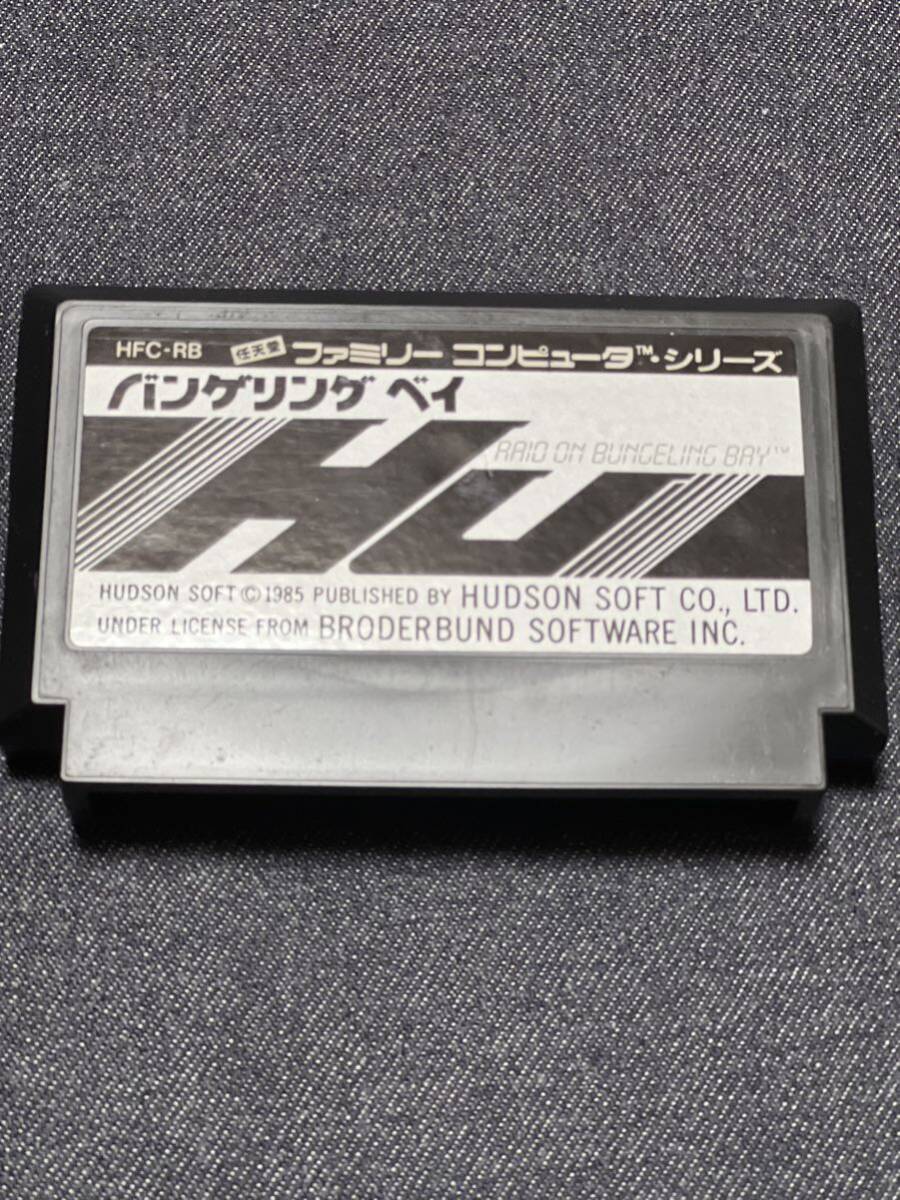 HFC-RB 任天堂 ファミリー コンピュータ™・シリーズ
バンゲリング ベイ
RAID ON BUNGELING BAY™
HU
HUDSON SOFT © 1985 PUBLISHED BY HUDSON SOFT CO., LTD.
UNDER LICENSE FROM BRODERBUND SOFTWARE INC.